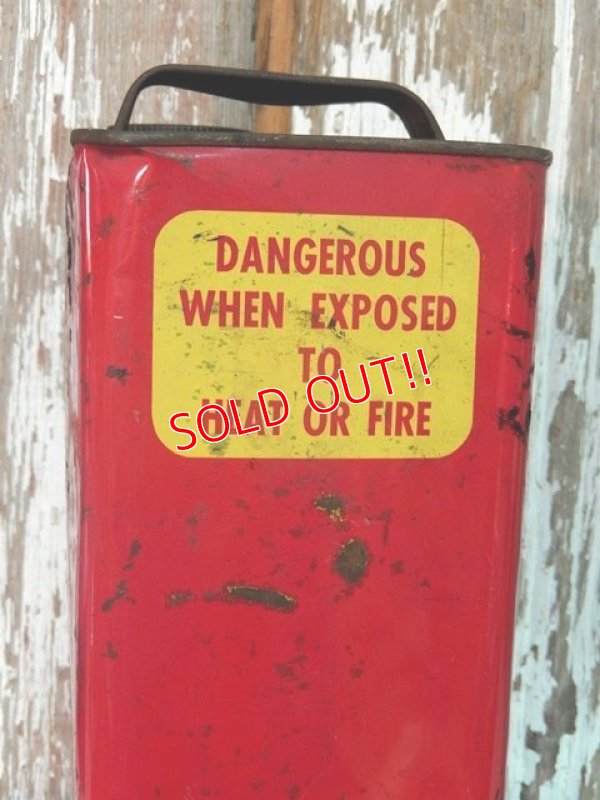 DANGEROUS
WHEN EXPOSED
TO
HEAT OR FIRE
SOLD OUT!!